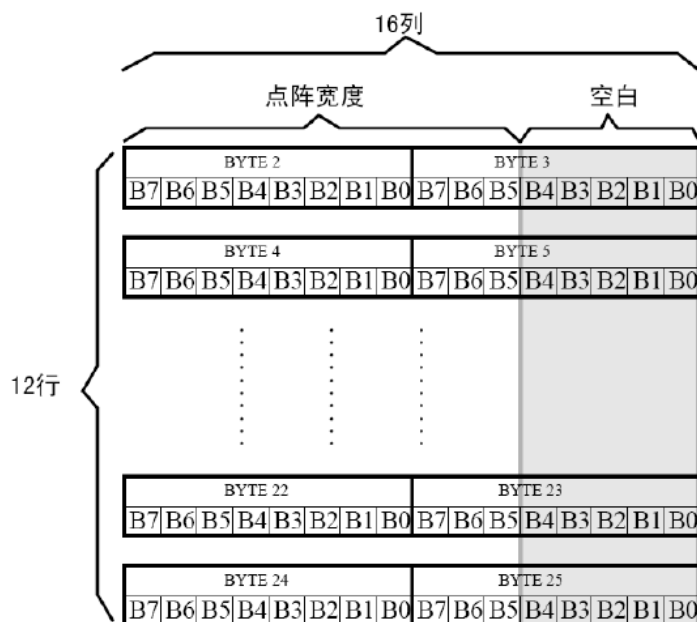 16列
点阵宽度 空白
BYTE 2 BYTE 3
B7 B6 B5 B4 B3 B2 B1 B0 B7 B6 B5 B4 B3 B2 B1 B0
BYTE 4 BYTE 5
B7 B6 B5 B4 B3 B2 B1 B0 B7 B6 B5 B4 B3 B2 B1 B0
12行
BYTE 22 BYTE 23
B7 B6 B5 B4 B3 B2 B1 B0 B7 B6 B5 B4 B3 B2 B1 B0
BYTE 24 BYTE 25
B7 B6 B5 B4 B3 B2 B1 B0 B7 B6 B5 B4 B3 B2 B1 B0